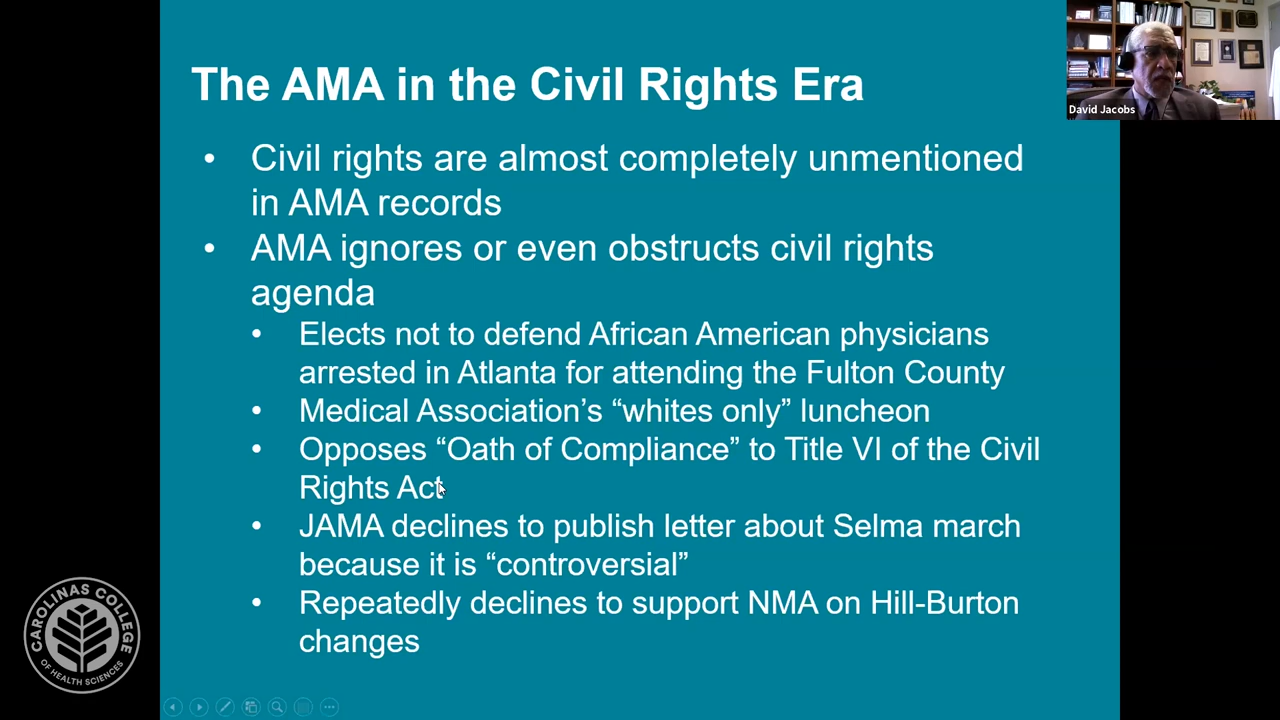 The AMA in the Civil Rights Era
David Jacobs
• Civil rights are almost completely unmentioned
in AMA records
• AMA ignores or even obstructs civil rights
agenda
• Elects not to defend African American physicians
arrested in Atlanta for attending the Fulton County
• Medical Association’s “whites only” luncheon
• Opposes “Oath of Compliance” to Title VI of the Civil
Rights Act
• JAMA declines to publish letter about Selma march
because it is “controversial”
• Repeatedly declines to support NMA on Hill-Burton
changes
CAROLINAS COLLEGE
OF HEALTH SCIENCES